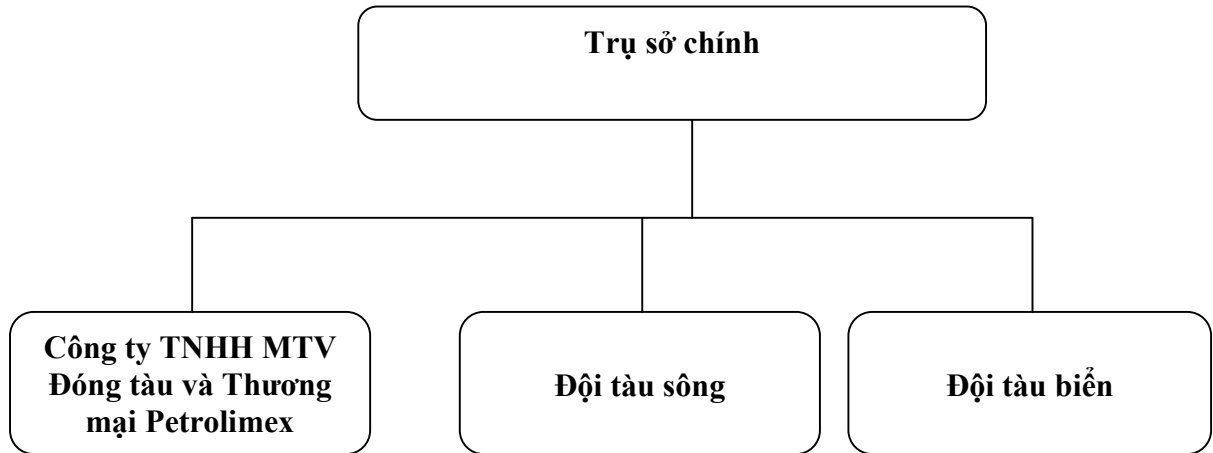 Trụ sở chính
Công ty TNHH MTV
Đóng tàu và Thương
mại Petrolimex
Đội tàu sông
Đội tàu biển